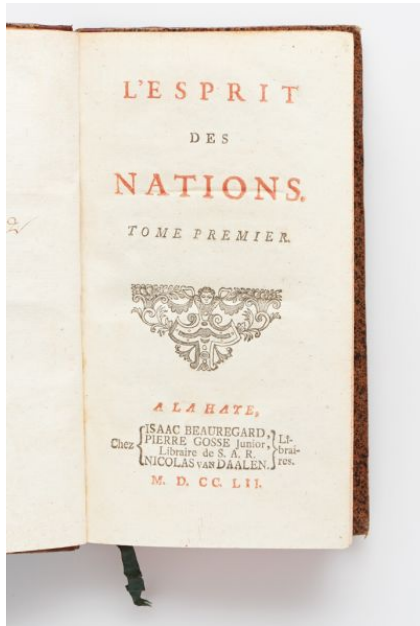 L'ESPRIT
DES
NATIONS.
TOME PREMIER.
A LA HAYE,
Chez
ISAAC BEAUREGARD,
PIERRE GOSSE Junior,
Libraire de S. A. R.
NICOLAS VAN DAALEN.
Li-
brai-
res.
M. D. CC. LII.